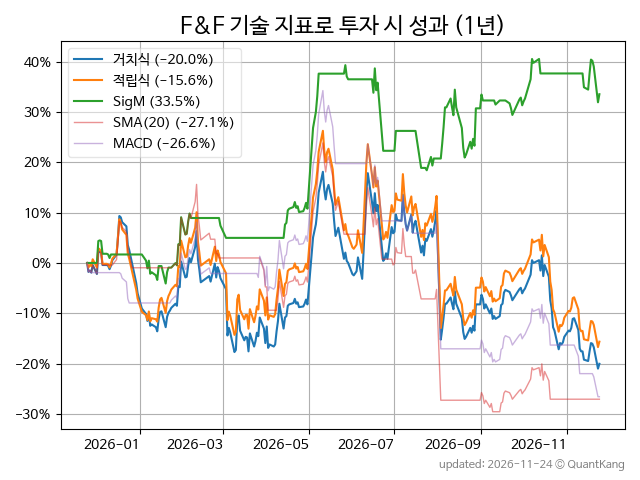 F&F 기술 지표로 투자 시 성과 (1년)
거치식 (−20.0%)
적립식 (−15.6%)
SigM (33.5%)
SMA(20) (−27.1%)
MACD (−26.6%)
40%
30%
20%
10%
0%
−10%
−20%
−30%
2026-01 2026-03 2026-05 2026-07 2026-09 2026-11
updated: 2026-11-24 © QuantKang